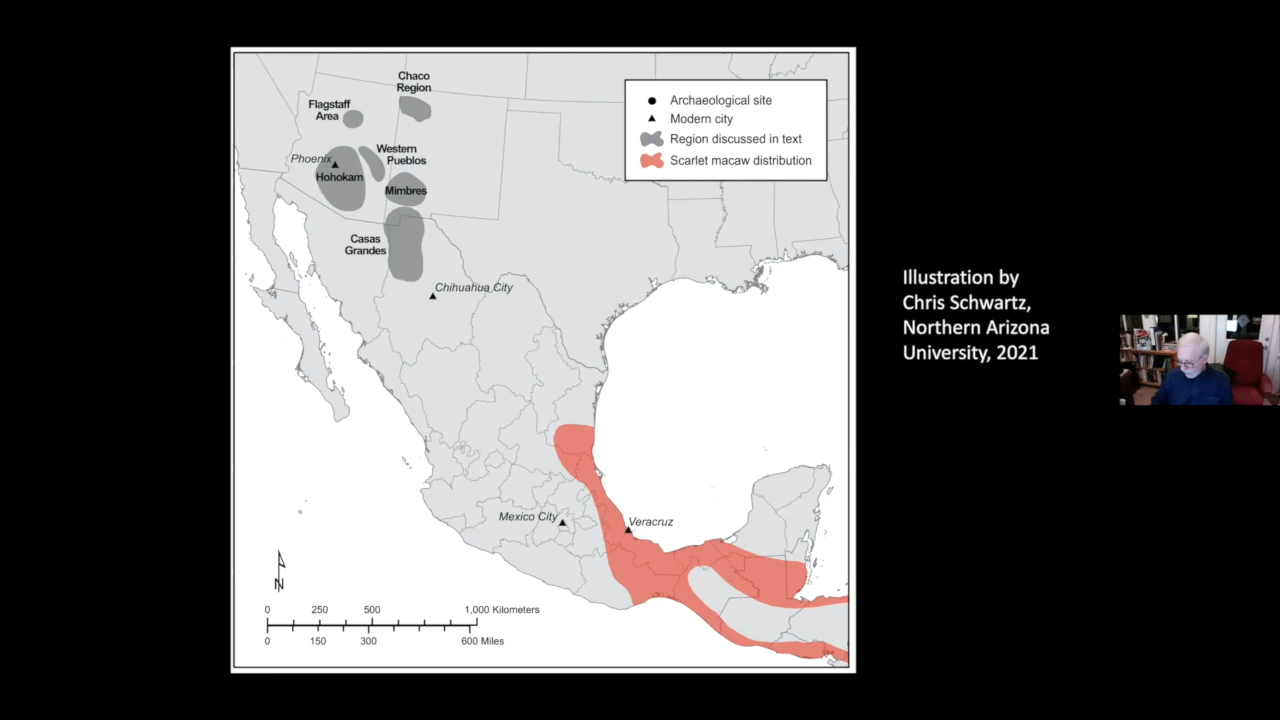 Chaco
Region
Flagstaff
Area
Phoenix
Western
Pueblos
Hohokam
Mimbres
Casas
Grandes
Chihuahua City
Mexico City
Veracruz
Archaeological site
Modern city
Region discussed in text
Scarlet macaw distribution
N
0 250 500 1,000 Kilometers
0 150 300 600 Miles
Illustration by
Chris Schwartz,
Northern Arizona
University, 2021